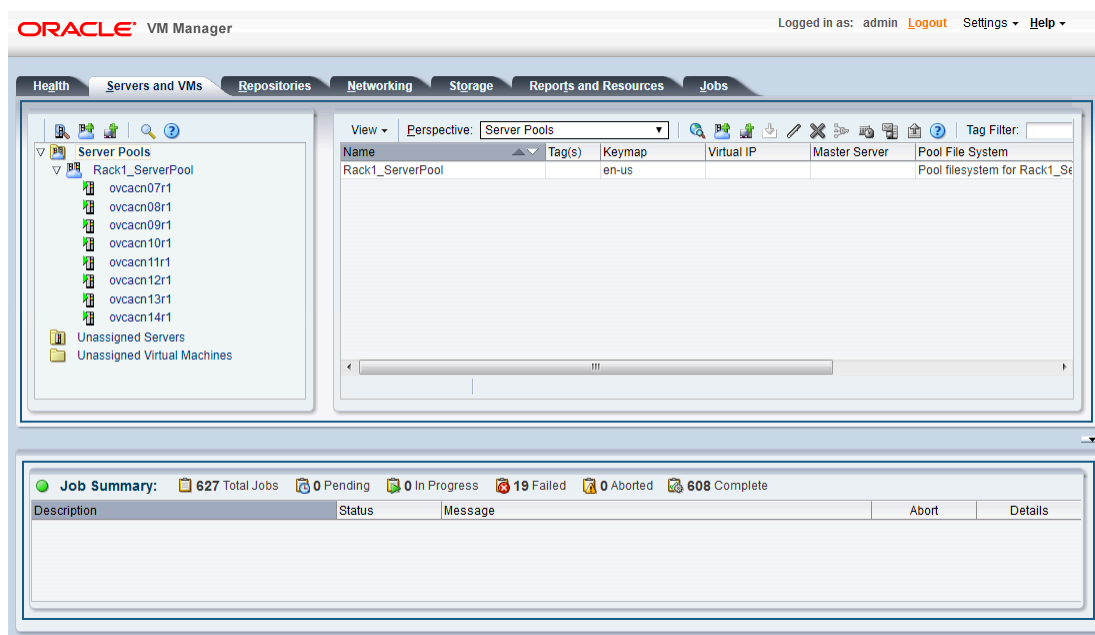 ORACLE VM Manager
Logged in as: admin Logout Settings Help
Health Servers and VMs Repositories Networking Storage Reports and Resources Jobs
View Perspective: Server Pools Tag Filter:
Server Pools
Rack1_ServerPool
ovcacn07r1
ovcacn08r1
ovcacn09r1
ovcacn10r1
ovcacn11r1
ovcacn12r1
ovcacn13r1
ovcacn14r1
Unassigned Servers
Unassigned Virtual Machines
Name Tag(s) Keymap Virtual IP Master Server Pool File System
Rack1_ServerPool en-us Pool filesystem for Rack1_Se
Job Summary: 627 Total Jobs 0 Pending 0 In Progress 19 Failed 0 Aborted 608 Complete
Description Status Message Abort Details